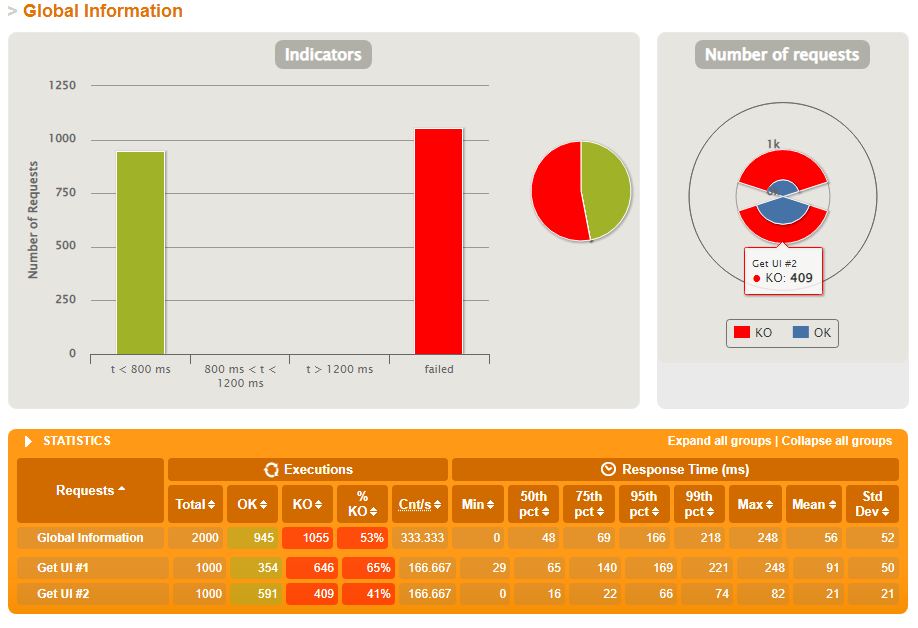 > Global Information
Indicators
Number of requests
Number of Requests
1250
1000
750
500
250
0
t < 800 ms
800 ms < t <
1200 ms
t > 1200 ms
failed
1k
Get UI #2
● KO: 409
KO OK
STATISTICS
Expand all groups | Collapse all groups
Requests
Executions
Response Time (ms)
Total OK KO % KO Cnt/s Min 50th pct 75th pct 95th pct 99th pct Max Mean Std Dev
Global Information 2000 945 1055 53% 333.333 0 48 69 166 218 248 56 52
Get UI #1 1000 354 646 65% 166.667 29 65 140 169 221 248 91 50
Get UI #2 1000 591 409 41% 166.667 0 16 22 66 74 82 21 21